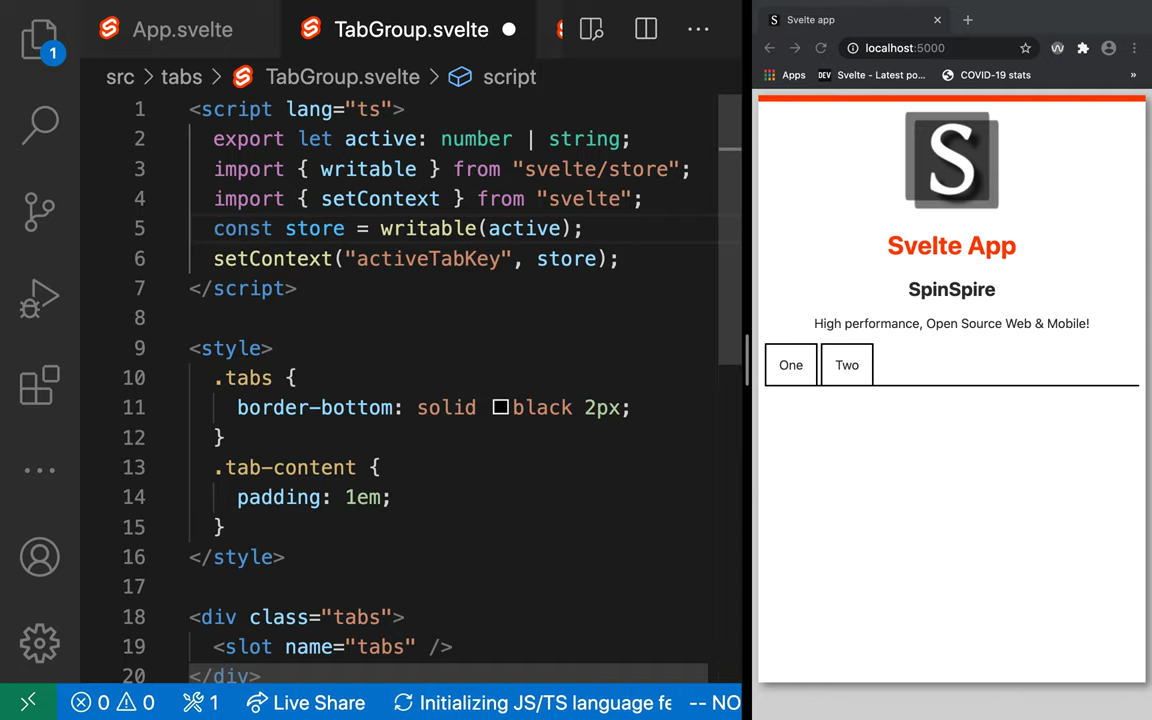 App.svelte
TabGroup.svelte
1
src > tabs > TabGroup.svelte > script
1 <script lang="ts">
2 export let active: number | string;
3 import { writable } from "svelte/store";
4 import { setContext } from "svelte";
5 const store = writable(active);
6 setContext("activeTabKey", store);
7 </script>
8
9 <style>
10 .tabs {
11 border-bottom: solid black 2px;
12 }
13 .tab-content {
14 padding: 1em;
15 }
16 </style>
17
18 <div class="tabs">
19 <slot name="tabs" />
20 </div>
0 0 1 Live Share Initializing JS/TS language fe -- NO
S Svelte app
localhost:5000
Apps DEV Svelte - Latest po... COVID-19 stats »
S
Svelte App
SpinSpire
High performance, Open Source Web & Mobile!
One Two